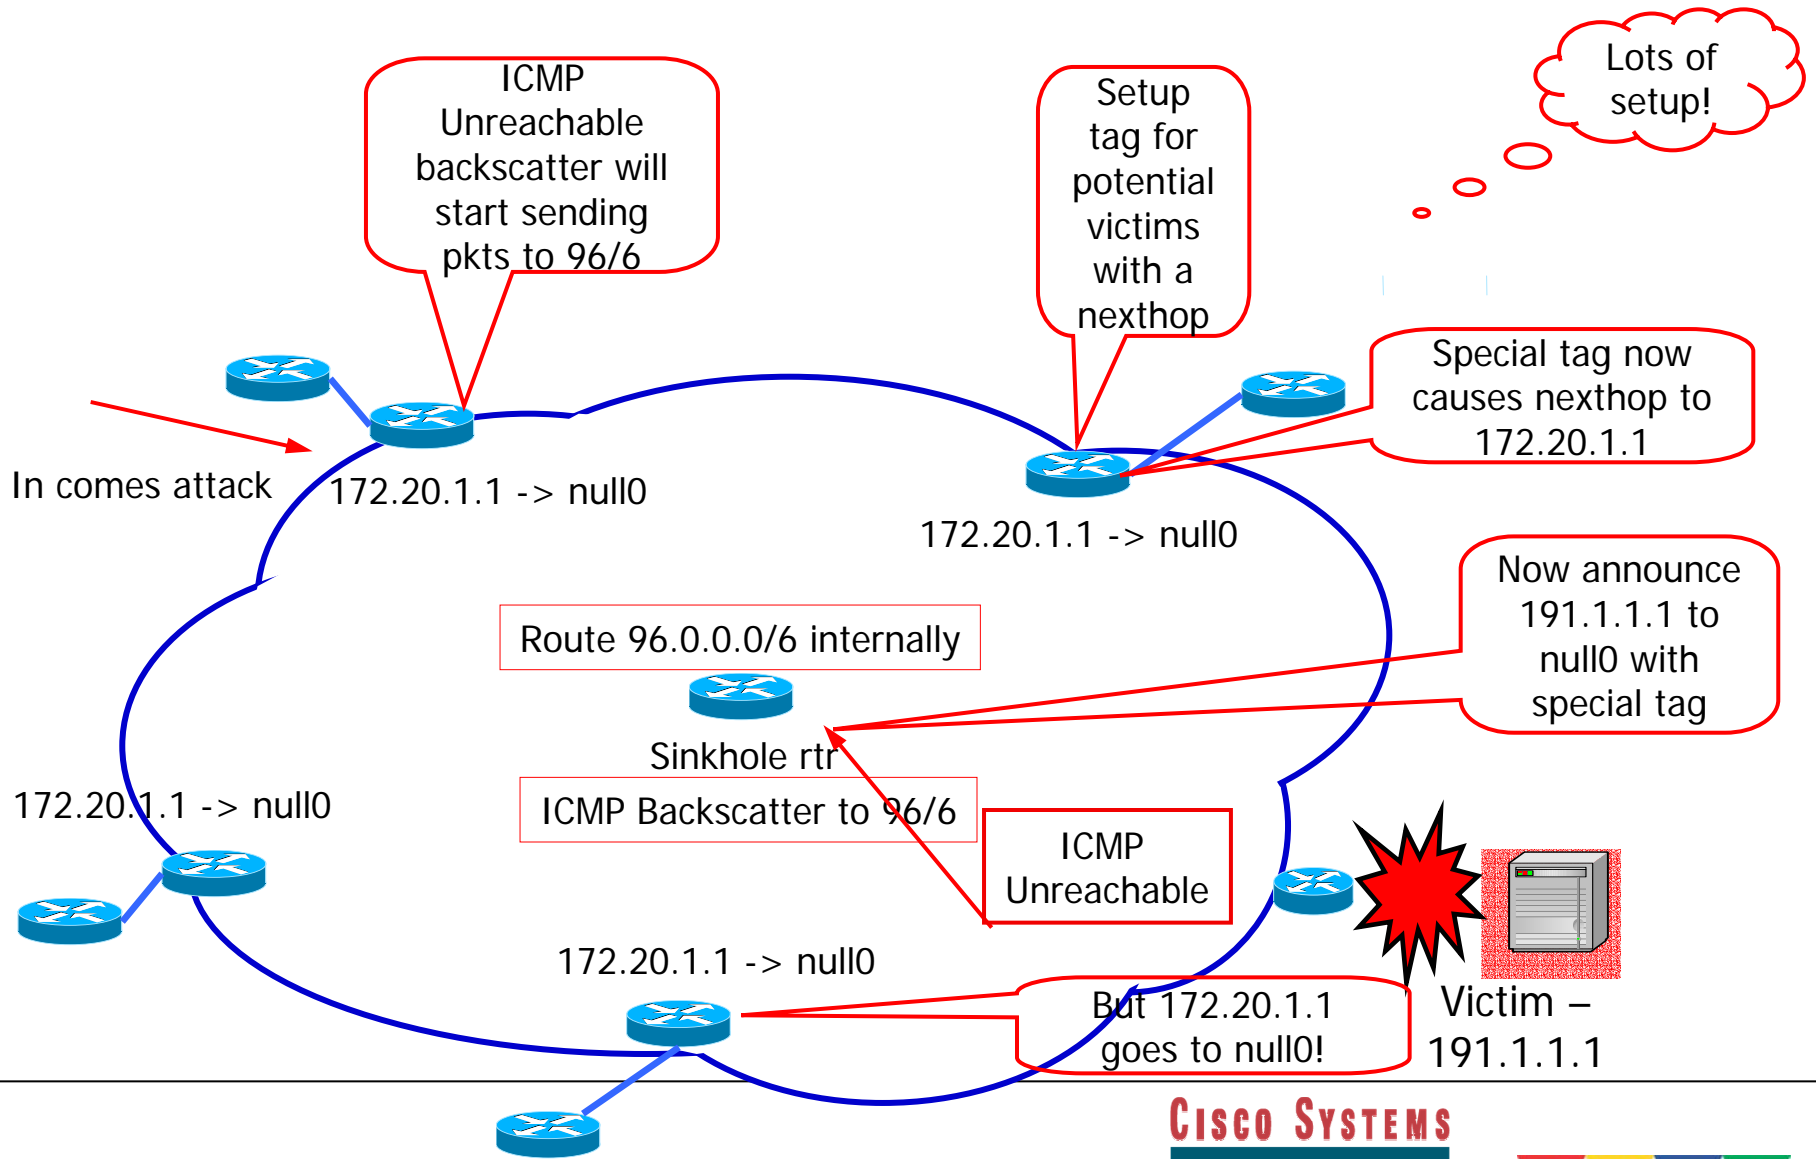 Lots of
setup!
ICMP
Unreachable
backscatter will
start sending
pkts to 96/6
Setup
tag for
potential
victims
with a
nexthop
Special tag now
causes nexthop to
172.20.1.1
In comes attack
172.20.1.1 -> null0
172.20.1.1 -> null0
Now announce
191.1.1.1 to
null0 with
special tag
Route 96.0.0.0/6 internally
Sinkhole rtr
ICMP Backscatter to 96/6
172.20.1.1 -> null0
ICMP
Unreachable
172.20.1.1 -> null0
But 172.20.1.1
goes to null0!
Victim –
191.1.1.1
CISCO SYSTEMS